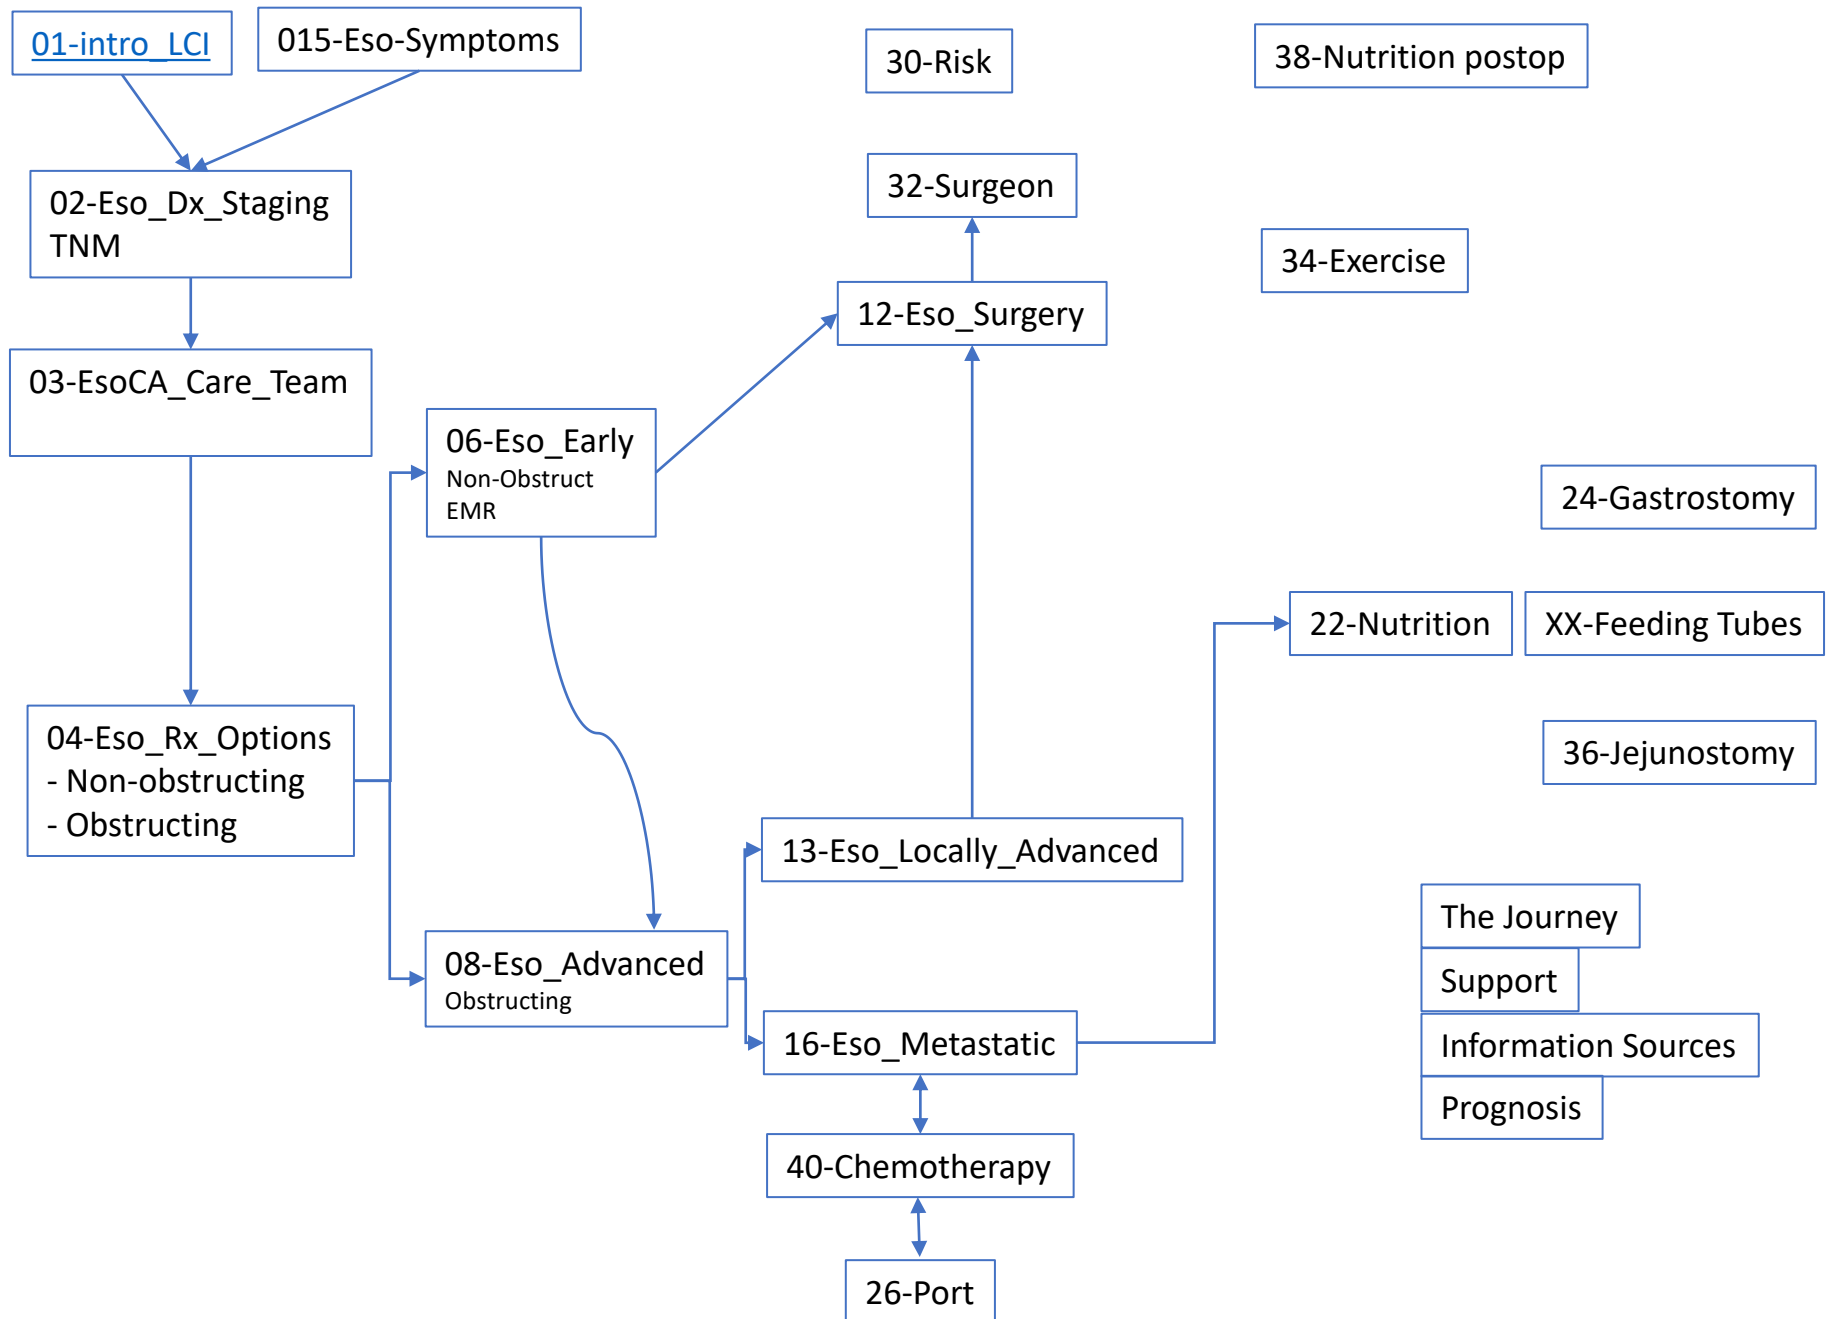 01-intro_LCI
015-Eso-Symptoms
30-Risk
38-Nutrition postop
02-Eso_Dx_Staging
TNM
32-Surgeon
34-Exercise
12-Eso_Surgery
03-EsoCA_Care_Team
06-Eso_Early
Non-Obstruct
EMR
24-Gastrostomy
22-Nutrition
XX-Feeding Tubes
04-Eso_Rx_Options
- Non-obstructing
- Obstructing
36-Jejunostomy
13-Eso_Locally_Advanced
08-Eso_Advanced
Obstructing
16-Eso_Metastatic
The Journey
Support
Information Sources
Prognosis
40-Chemotherapy
26-Port